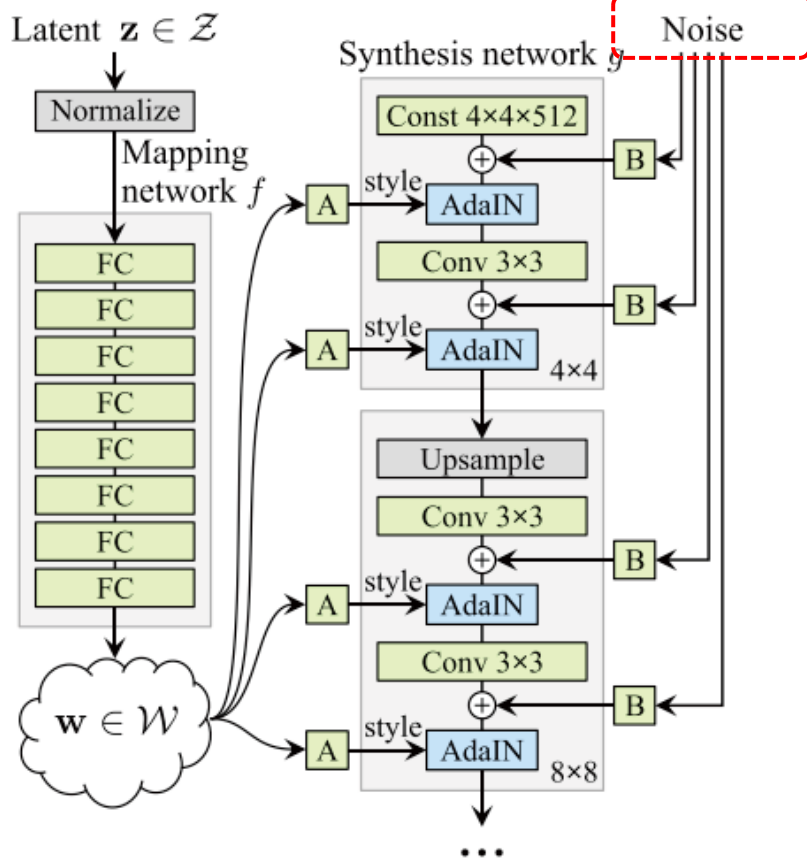 Latent z ∈ Z
Normalize
Mapping
network f
FC
FC
FC
FC
FC
FC
FC
FC
w ∈ W
Synthesis network g
Noise
Const 4×4×512
B
A
style
AdaIN
Conv 3×3
B
A
style
AdaIN
4×4
Upsample
Conv 3×3
B
A
style
AdaIN
Conv 3×3
B
A
style
AdaIN
8×8
...